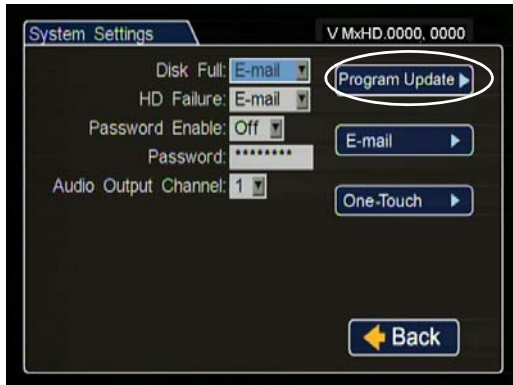 System Settings
V MxHD.0000, 0000
Disk Full: E-mail
HD Failure: E-mail
Password Enable: Off
Password: ********
Audio Output Channel: 1
Program Update
E-mail
One-Touch
Back